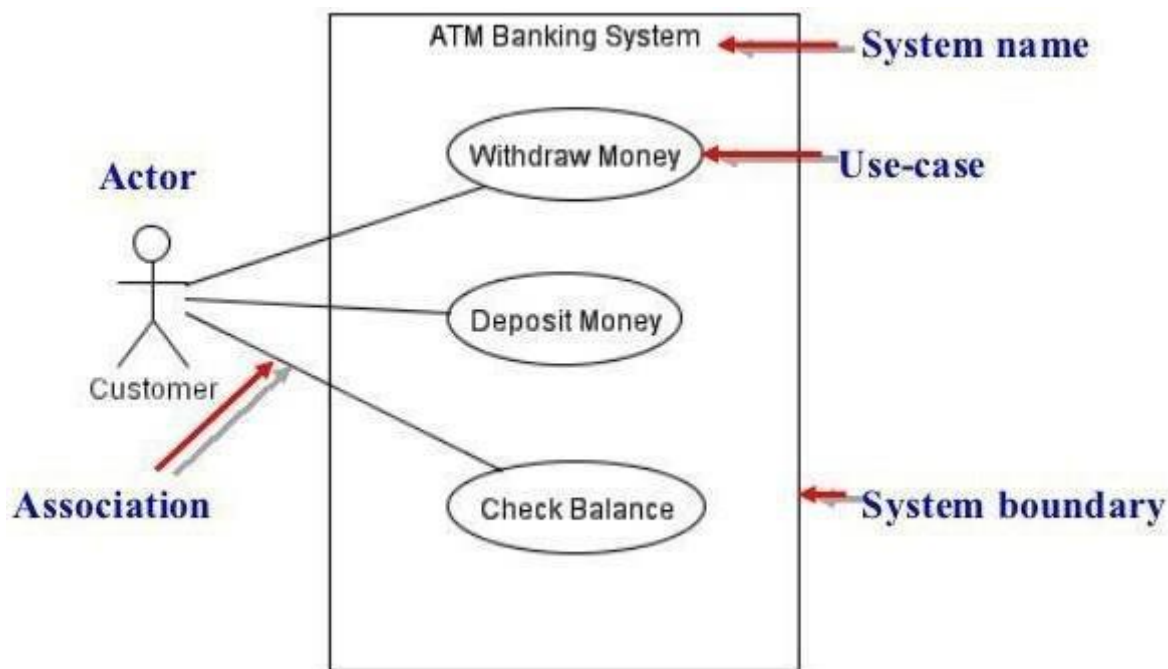 ATM Banking System
System name
Withdraw Money
Use-case
Actor
Deposit Money
Customer
Association
Check Balance
System boundary